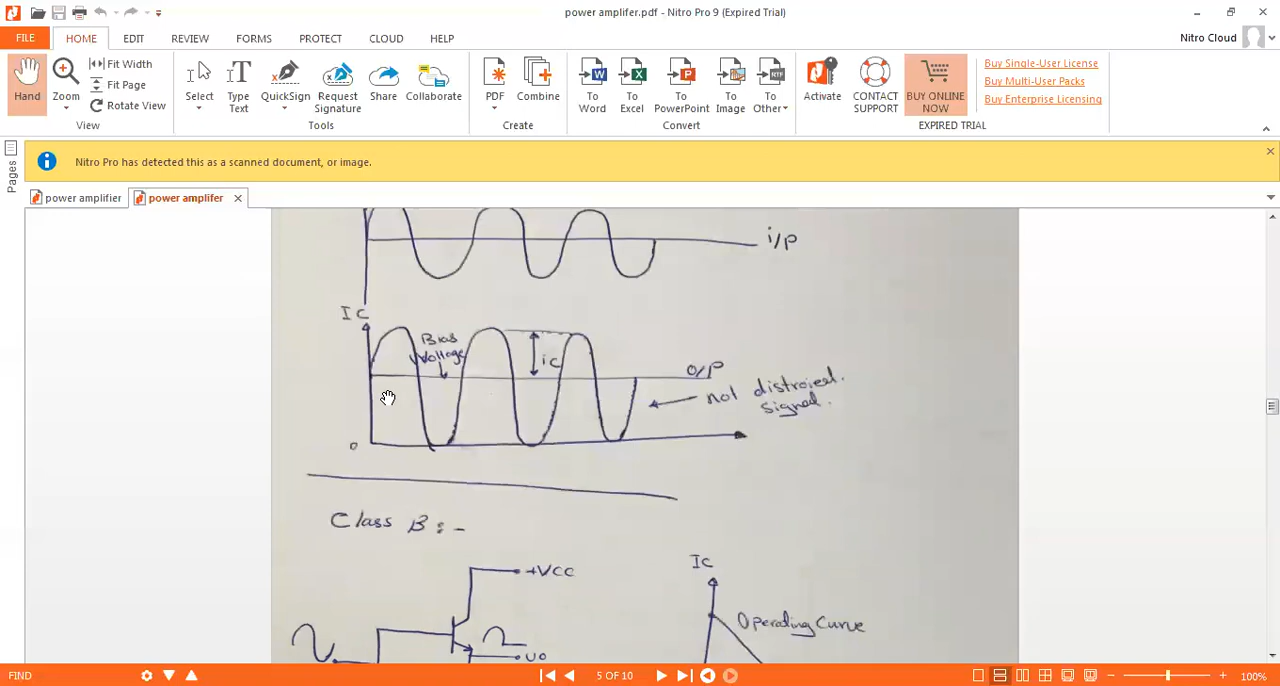 power amplifer.pdf - Nitro Pro 9 (Expired Trial)
FILE HOME EDIT REVIEW FORMS PROTECT CLOUD HELP Nitro Cloud
Hand Zoom Fit Width Fit Page Rotate View
Select Type Text QuickSign Request Signature Share Collaborate
PDF Combine
To Word To Excel To PowerPoint To Image To Other
Activate CONTACT SUPPORT BUY ONLINE NOW
Buy Single-User License
Buy Multi-User Packs
Buy Enterprise Licensing
View Tools Create Convert EXPIRED TRIAL
Nitro Pro has detected this as a scanned document, or image.
Pages
power amplifier power amplifer
i/p
IC
Bias
Voltage
ic
O/P
not distroied.
signal.
0
Class B:-
+VCC
IC
Operating Curve
VO
FIND 5 OF 10 100%